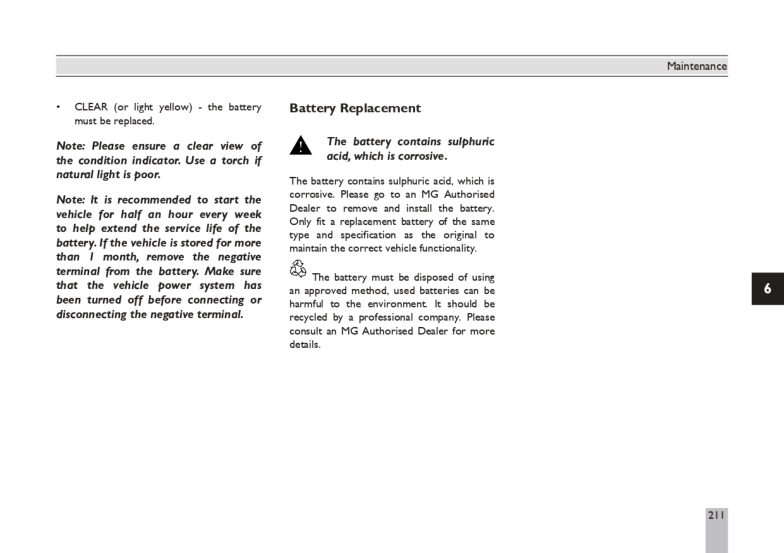 Maintenance
• CLEAR (or light yellow) - the battery
must be replaced.
Note: Please ensure a clear view of
the condition indicator. Use a torch if
natural light is poor.
Note: It is recommended to start the
vehicle for half an hour every week
to help extend the service life of the
battery. If the vehicle is stored for more
than 1 month, remove the negative
terminal from the battery. Make sure
that the vehicle power system has
been turned off before connecting or
disconnecting the negative terminal.
Battery Replacement
The battery contains sulphuric
acid, which is corrosive.
The battery contains sulphuric acid, which is
corrosive. Please go to an MG Authorised
Dealer to remove and install the battery.
Only fit a replacement battery of the same
type and specification as the original to
maintain the correct vehicle functionality.
The battery must be disposed of using
an approved method, used batteries can be
harmful to the environment. It should be
recycled by a professional company. Please
consult an MG Authorised Dealer for more
details.
6
211